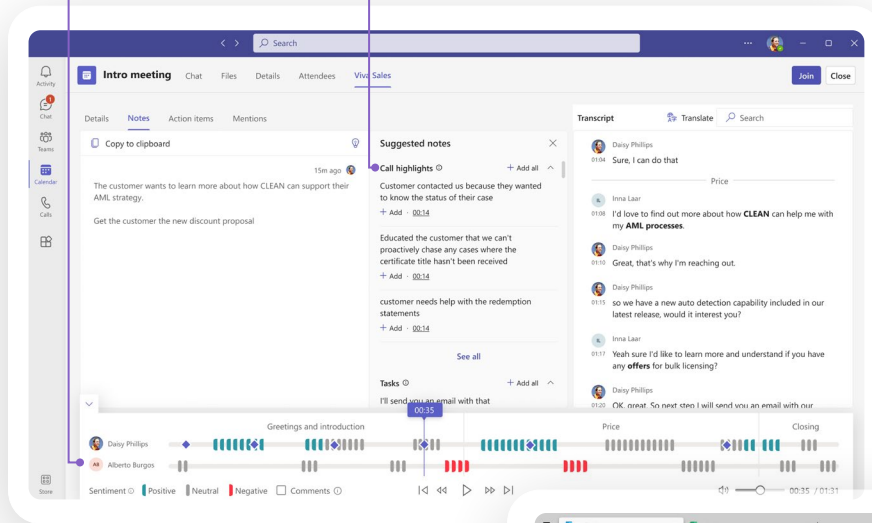 Search
Activity
Chat
Teams
Calendar
Calls
Store
Intro meeting Chat Files Details Attendees Viva Sales
Join Close
Details Notes Action items Mentions
Copy to clipboard
15m ago
The customer wants to learn more about how CLEAN can support their
AML strategy.
Get the customer the new discount proposal
Suggested notes
Call highlights + Add all
Customer contacted us because they wanted
to know the status of their case
+ Add · 00:14
Educated the customer that we can't
proactively chase any cases where the
certificate title hasn't been received
+ Add · 00:14
customer needs help with the redemption
statements
+ Add · 00:14
See all
Tasks + Add all
I'll send you an email with that
Transcript Translate Search
Daisy Phillips
01:04 Sure, I can do that
Price
Inna Laar
01:08 I'd love to find out more about how CLEAN can help me with
my AML processes.
Daisy Phillips
01:10 Great, that's why I'm reaching out.
Daisy Phillips
01:15 so we have a new auto detection capability included in our
latest release, would it interest you?
Inna Laar
01:17 Yeah sure I'd like to learn more and understand if you have
any offers for bulk licensing?
Daisy Phillips
01:20 OK, great. So next step I will send you an email with our
00:35
Greetings and introduction Price Closing
Daisy Phillips
AB Alberto Burgos
Sentiment Positive Neutral Negative Comments
00:35 / 01:31